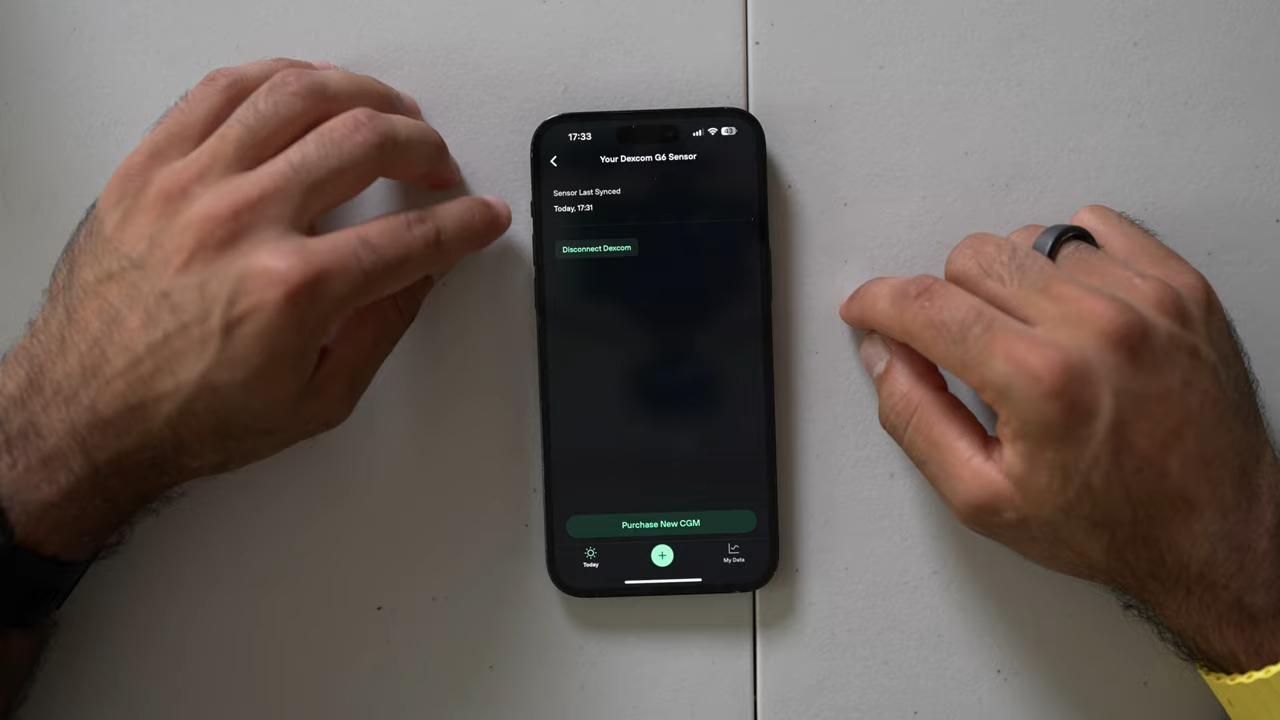 17:33
49
Your Dexcom G6 Sensor
Sensor Last Synced
Today, 17:31
Disconnect Dexcom
Purchase New CGM
Today
My Data